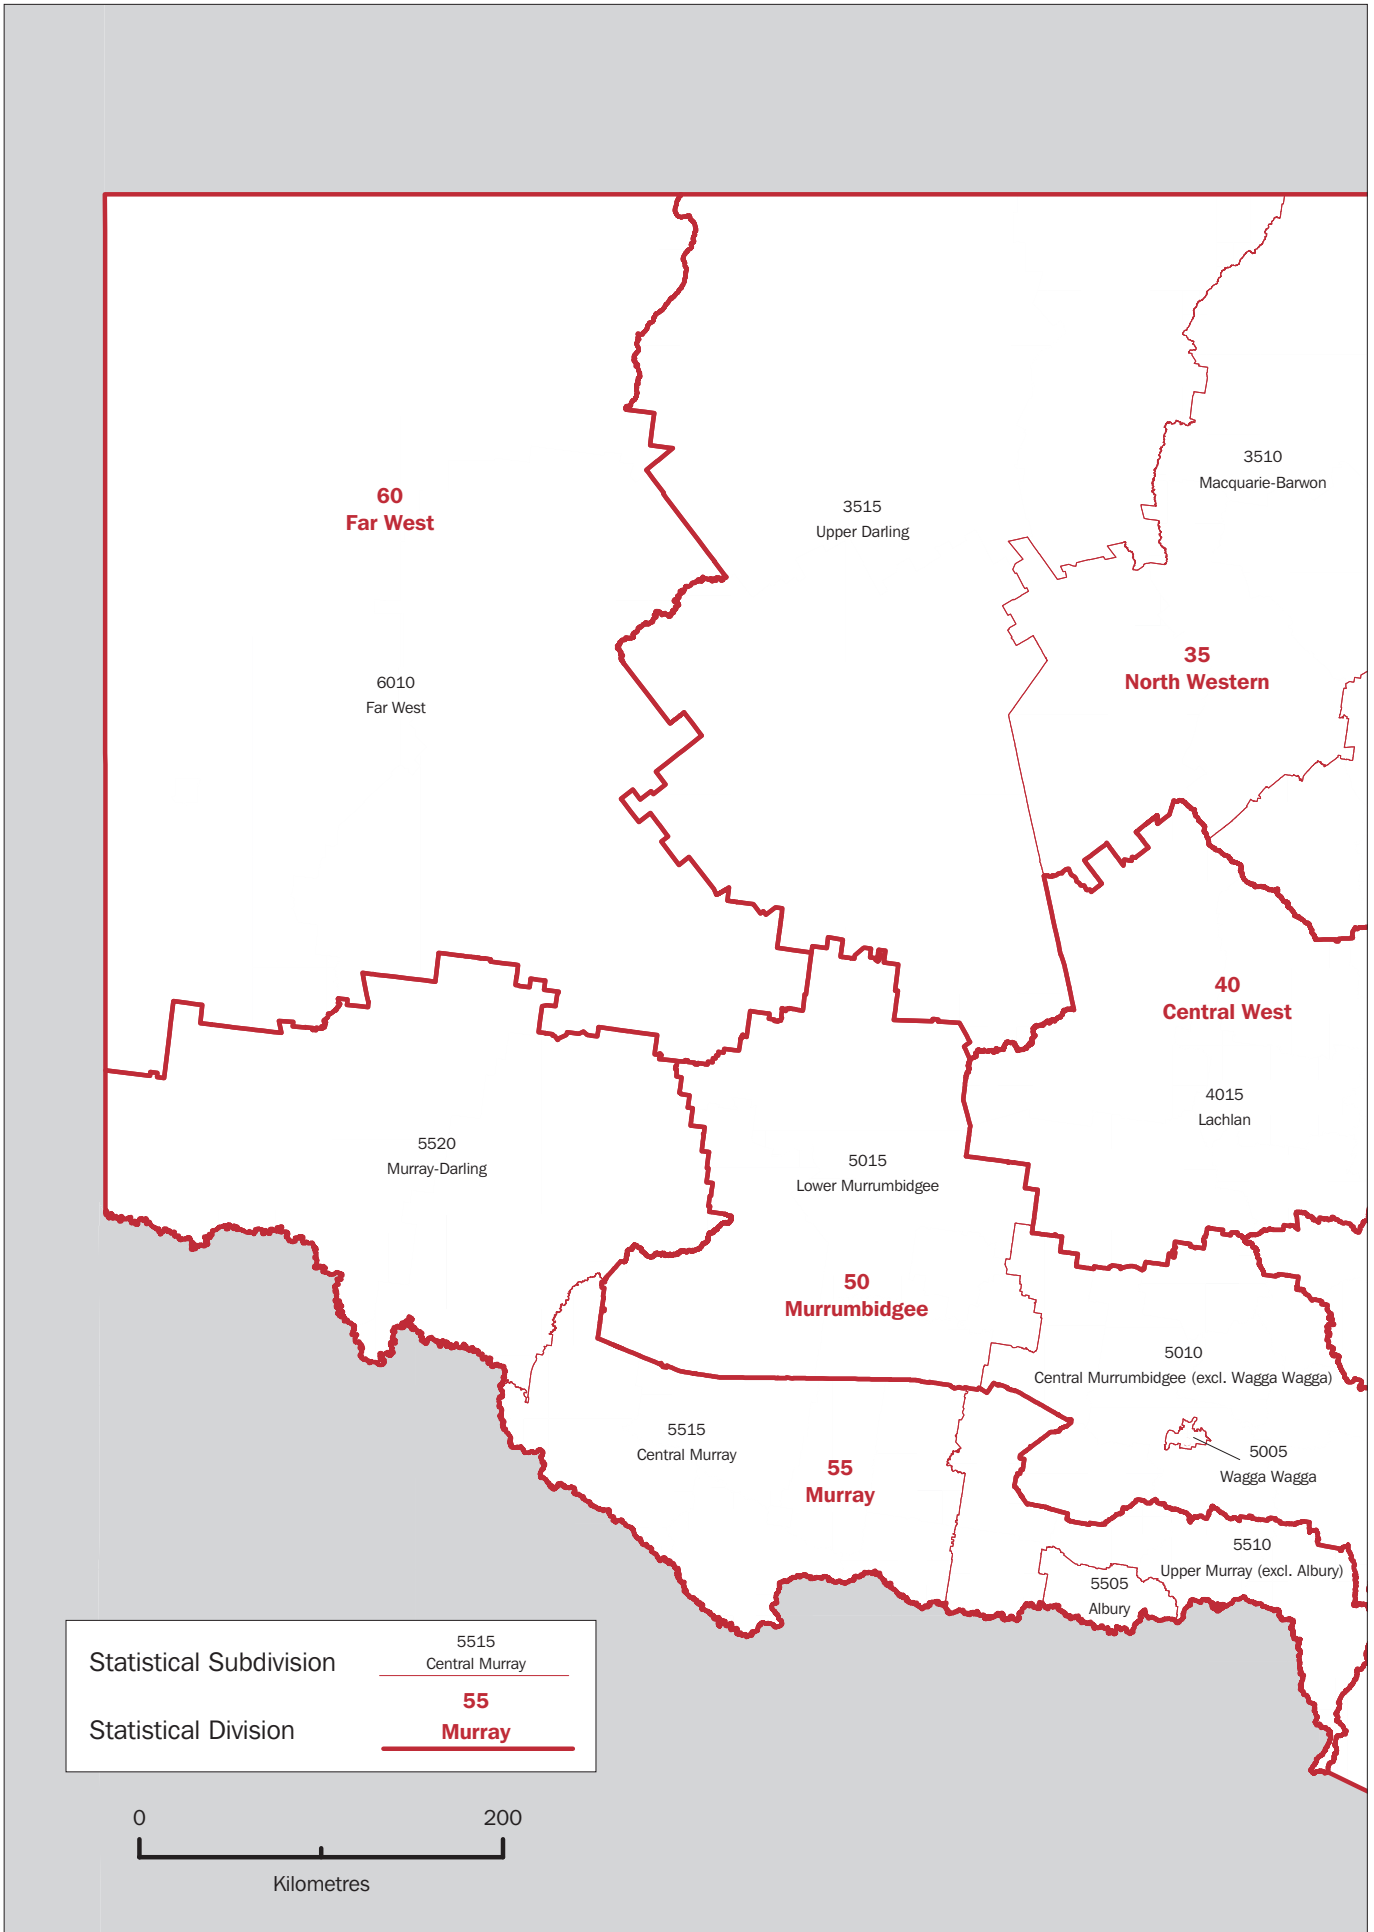 3510
Macquarie-Barwon
60
Far West
3515
Upper Darling
35
North Western
6010
Far West
40
Central West
4015
Lachlan
5520
Murray-Darling
5015
Lower Murrumbidgee
50
Murrumbidgee
5010
Central Murrumbidgee (excl. Wagga Wagga)
5515
Central Murray
5005
Wagga Wagga
55
Murray
5510
Upper Murray (excl. Albury)
5505
Albury
Statistical Subdivision
5515
Central Murray
Statistical Division
55
Murray
0 200
Kilometres